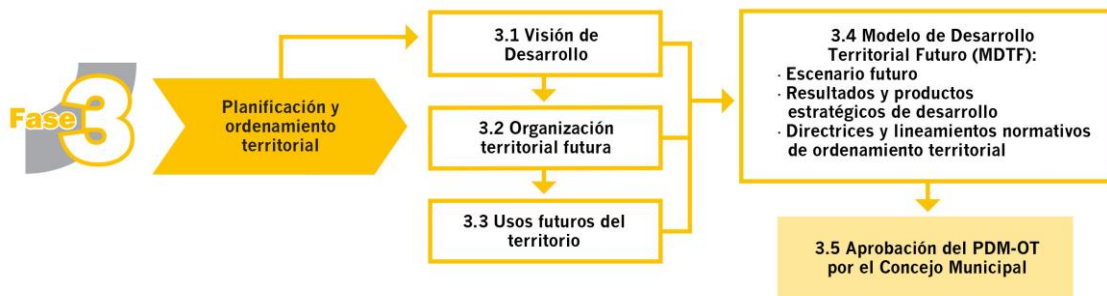 Fase 3
Planificación y
ordenamiento
territorial
3.1 Visión de
Desarrollo
3.2 Organización
territorial futura
3.3 Usos futuros del
territorio
3.4 Modelo de Desarrollo
Territorial Futuro (MDTF):
· Escenario futuro
· Resultados y productos
estratégicos de desarrollo
· Directrices y lineamientos normativos
de ordenamiento territorial
3.5 Aprobación del PDM-OT
por el Concejo Municipal